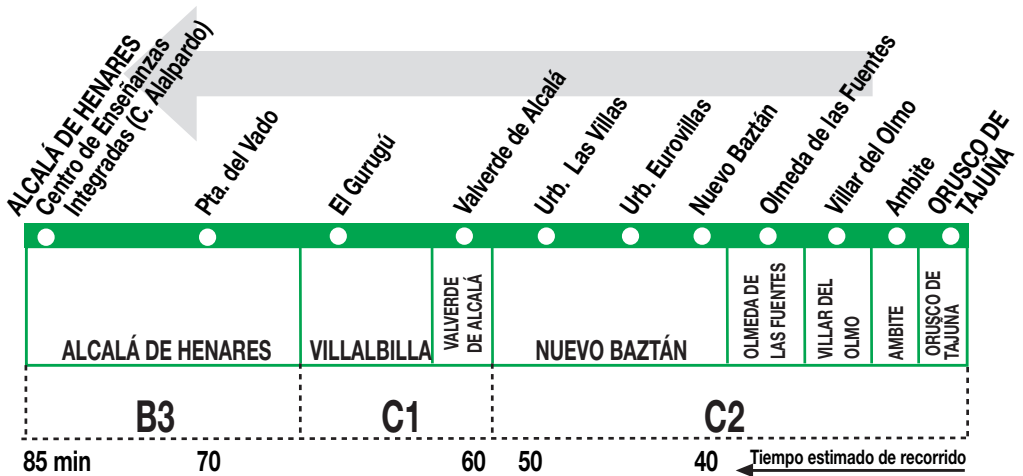 ALCALÁ DE HENARES
Centro de Enseñanzas
Integradas (C. Alalpardo)
Pta. del Vado
El Gurugú
Valverde de Alcalá
Urb. Las Villas
Urb. Eurovillas
Nuevo Baztán
Olmeda de las Fuentes
Villar del Olmo
Ambite
ORUSCO DE
TAJUÑA
ALCALÁ DE HENARES
VILLALBILLA
VALVERDE
DE ALCALÁ
NUEVO BAZTÁN
OLMEDA DE
LAS FUENTES
VILLAR DEL
OLMO
AMBITE
ORUSCO DE
TAJUÑA
B3
C1
C2
85 min
70
60
50
40
Tiempo estimado de recorrido